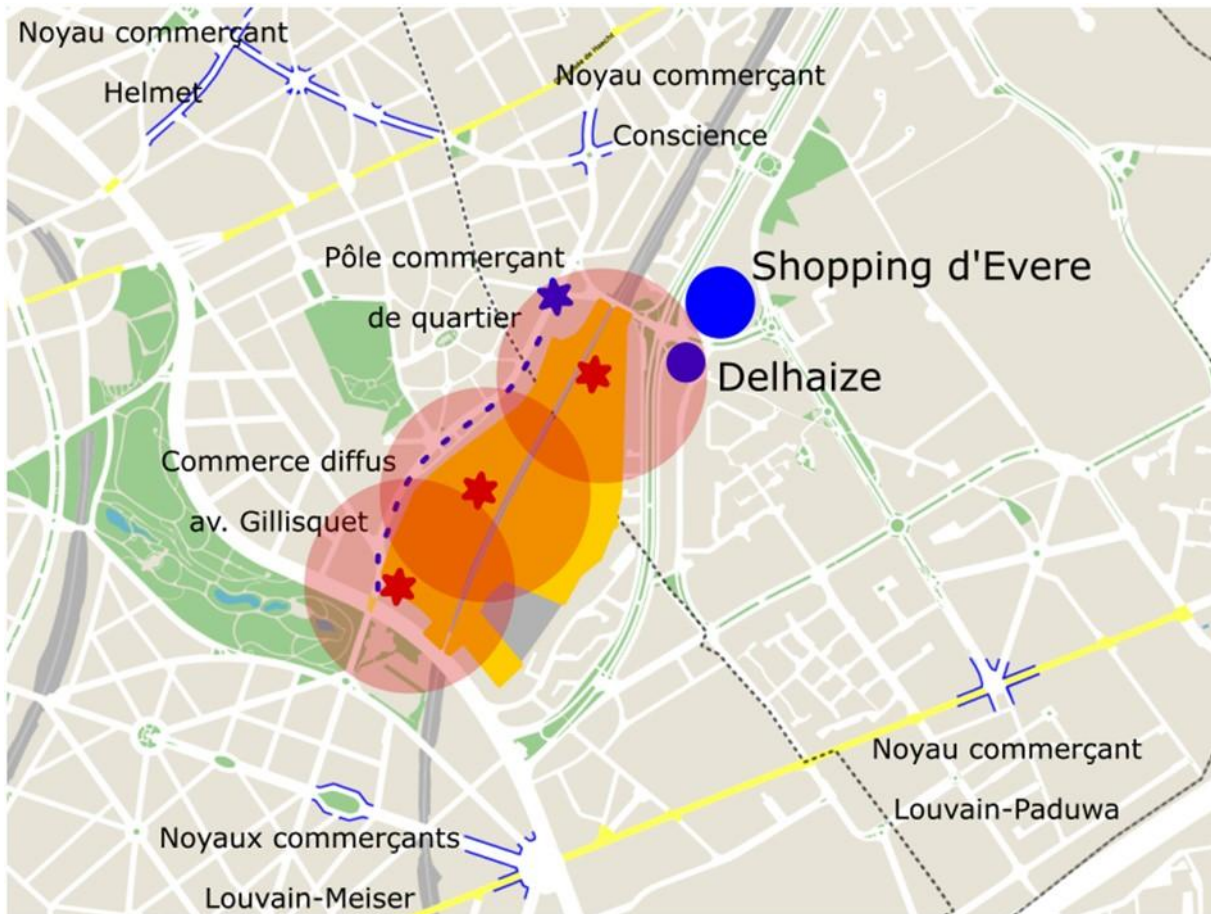 Noyau commerçant
Helmet
Noyau commerçant
Conscience
Pôle commerçant
de quartier
Shopping d'Evere
Delhaize
Commerce diffus
av. Gillisquet
Noyau commerçant
Louvain-Paduwa
Noyaux commerçants
Louvain-Meiser